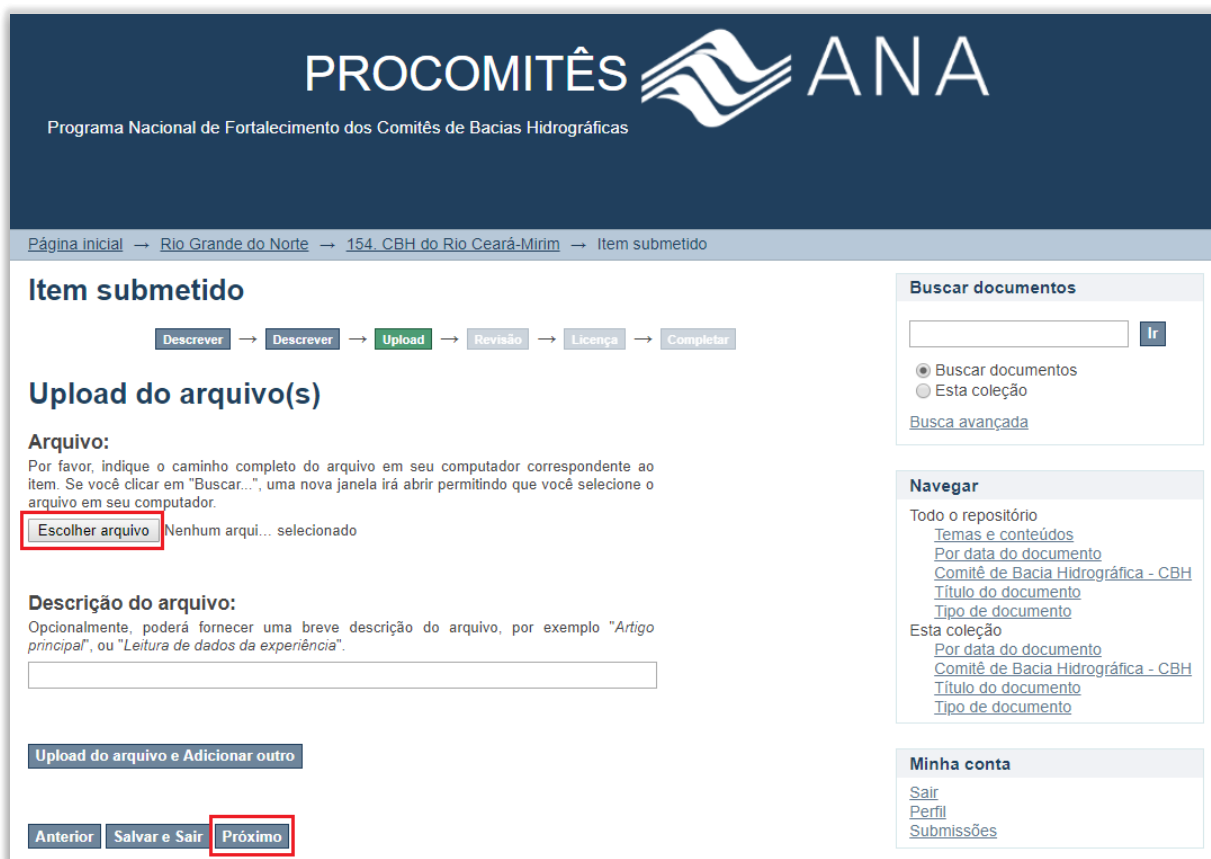 PROCOMITÊS ANA
Programa Nacional de Fortalecimento dos Comitês de Bacias Hidrográficas
Página inicial → Rio Grande do Norte → 154. CBH do Rio Ceará-Mirim → Item submetido
Item submetido
Descrever → Descrever → Upload → Revisão → Licença → Completar
Upload do arquivo(s)
Arquivo:
Por favor, indique o caminho completo do arquivo em seu computador correspondente ao
item. Se você clicar em "Buscar...", uma nova janela irá abrir permitindo que você selecione o
arquivo em seu computador.
Escolher arquivo Nenhum arqui... selecionado
Descrição do arquivo:
Opcionalmente, poderá fornecer uma breve descrição do arquivo, por exemplo "Artigo
principal", ou "Leitura de dados da experiência".
Upload do arquivo e Adicionar outro
Anterior Salvar e Sair Próximo
Buscar documentos
Ir
Buscar documentos
Esta coleção
Busca avançada
Navegar
Todo o repositório
Temas e conteúdos
Por data do documento
Comitê de Bacia Hidrográfica - CBH
Título do documento
Tipo de documento
Esta coleção
Por data do documento
Comitê de Bacia Hidrográfica - CBH
Título do documento
Tipo de documento
Minha conta
Sair
Perfil
Submissões